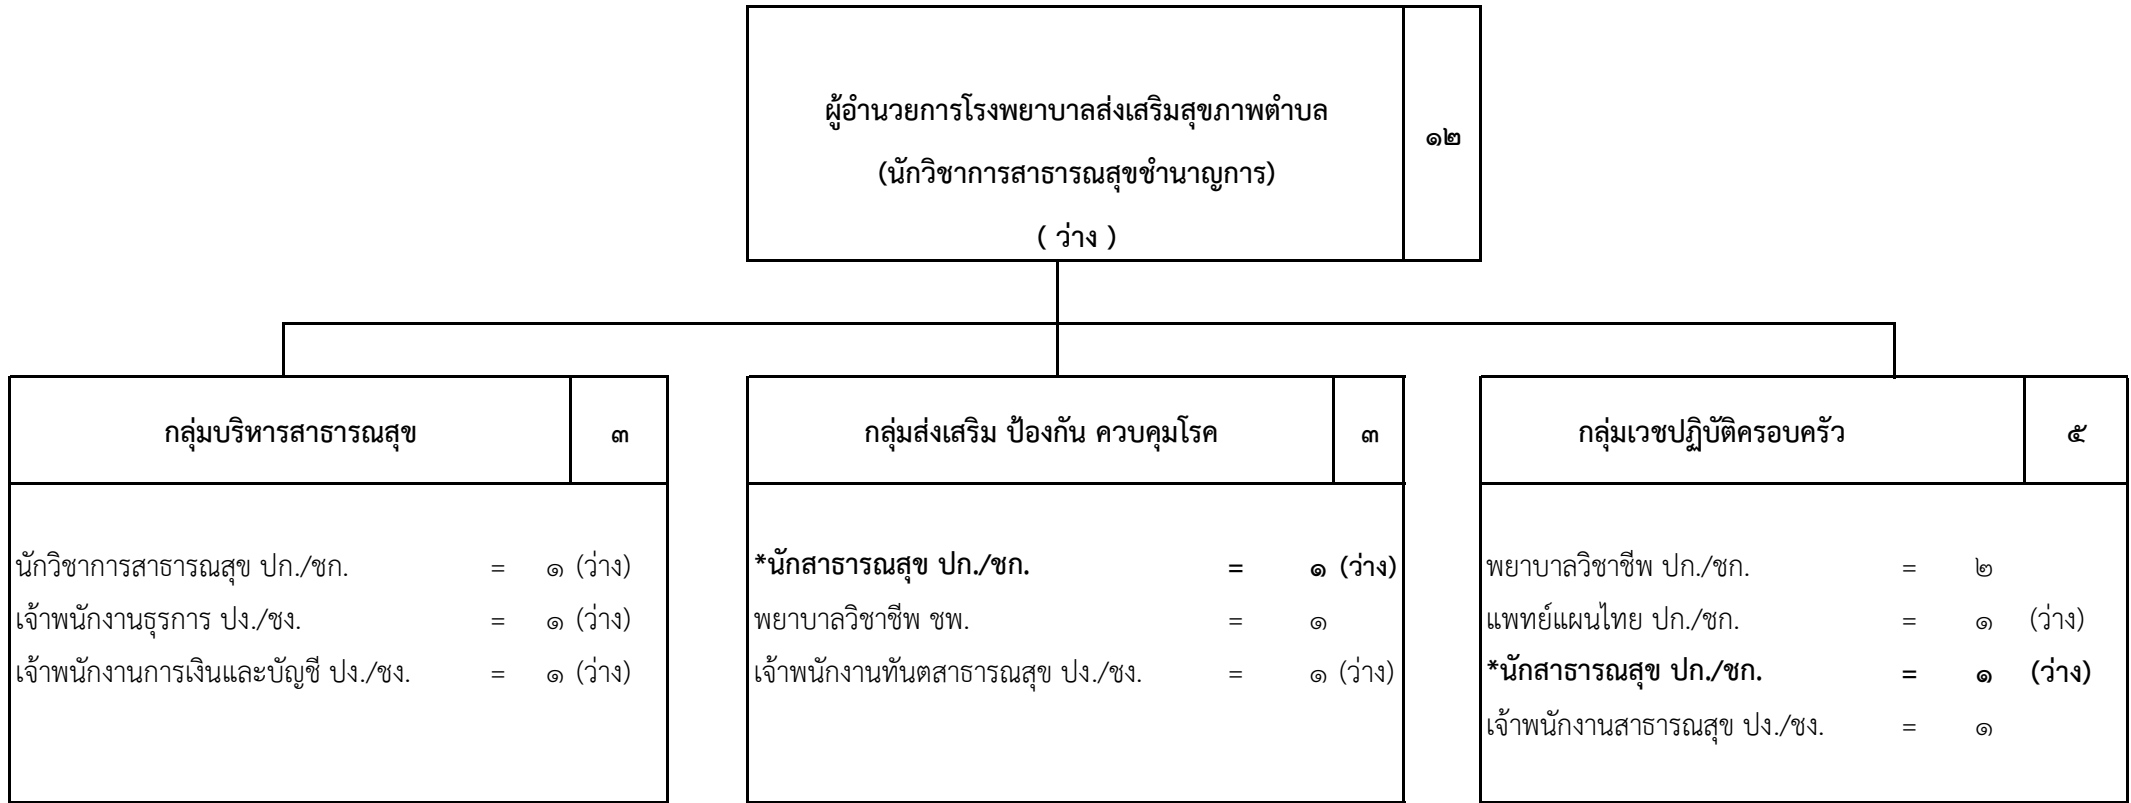 ผู้อำนวยการโรงพยาบาลส่งเสริมสุขภาพตำบล
(นักวิชาการสาธารณสุขชำนาญการ)
( ว่าง )
๑๒
กลุ่มบริหารสาธารณสุข ๓
นักวิชาการสาธารณสุข ปก./ชก. = ๑ (ว่าง)
เจ้าพนักงานธุรการ ปง./ชง. = ๑ (ว่าง)
เจ้าพนักงานการเงินและบัญชี ปง./ชง. = ๑ (ว่าง)
กลุ่มส่งเสริม ป้องกัน ควบคุมโรค ๓
*นักสาธารณสุข ปก./ชก. = ๑ (ว่าง)
พยาบาลวิชาชีพ ชพ. = ๑
เจ้าพนักงานทันตสาธารณสุข ปง./ชง. = ๑ (ว่าง)
กลุ่มเวชปฏิบัติครอบครัว ๕
พยาบาลวิชาชีพ ปก./ชก. = ๒
แพทย์แผนไทย ปก./ชก. = ๑ (ว่าง)
*นักสาธารณสุข ปก./ชก. = ๑ (ว่าง)
เจ้าพนักงานสาธารณสุข ปง./ชง. = ๑